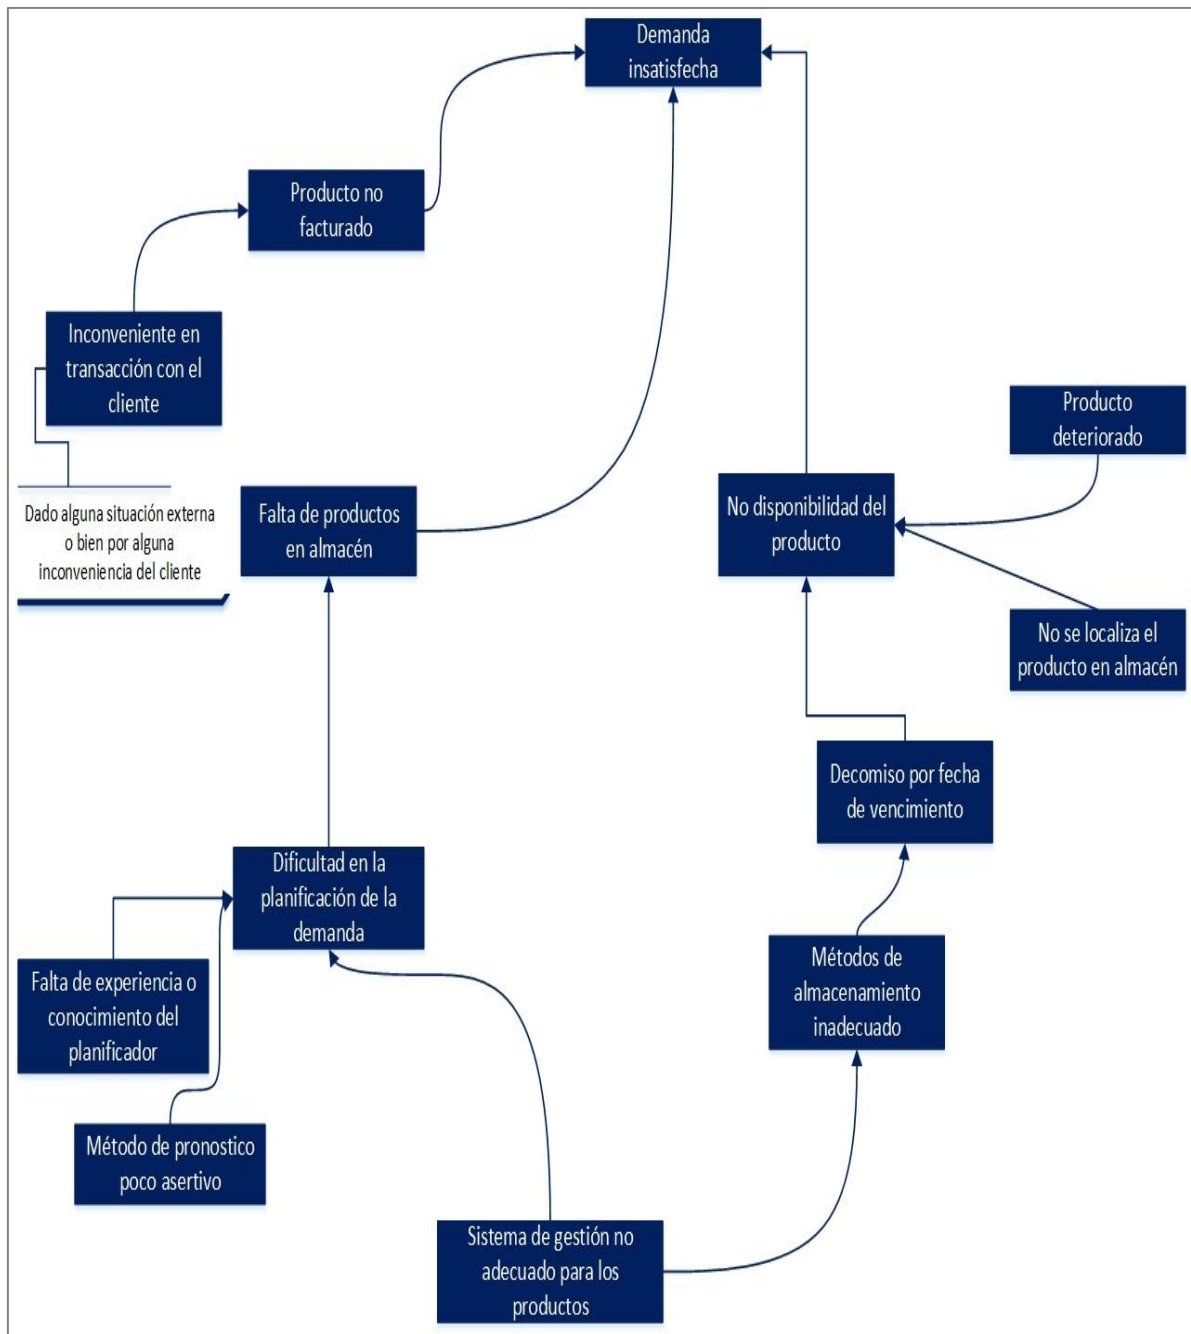 Demanda
insatisfecha
Producto no
facturado
Inconveniente en
transacción con el
cliente
Dado alguna situación externa
o bien por alguna
inconveniencia del cliente
Falta de productos
en almacén
No disponibilidad del
producto
Producto
deteriorado
No se localiza el
producto en almacén
Decomiso por fecha
de vencimiento
Dificultad en la
planificación de la
demanda
Falta de experiencia o
conocimiento del
planificador
Métodos de
almacenamiento
inadecuado
Método de pronostico
poco asertivo
Sistema de gestión no
adecuado para los
productos